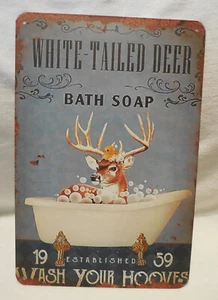 WHITE-TAILED DEER
BATH SOAP
19 ESTABLISHED 59
WASH YOUR HOOVES